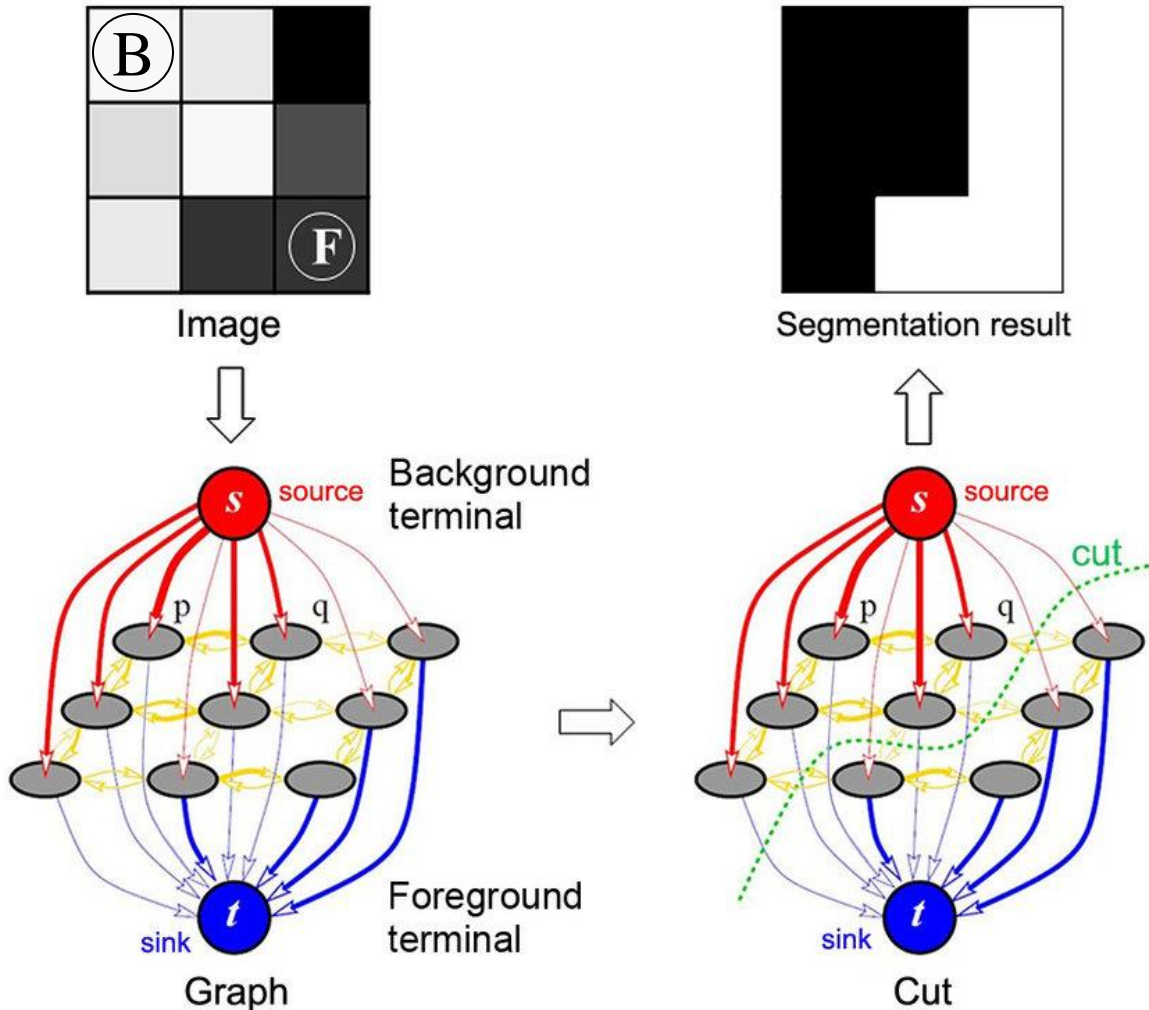 B
F
Image
Segmentation result
s
source
Background
terminal
p
q
t
sink
Foreground
terminal
Graph
s
source
cut
p
q
t
sink
Cut